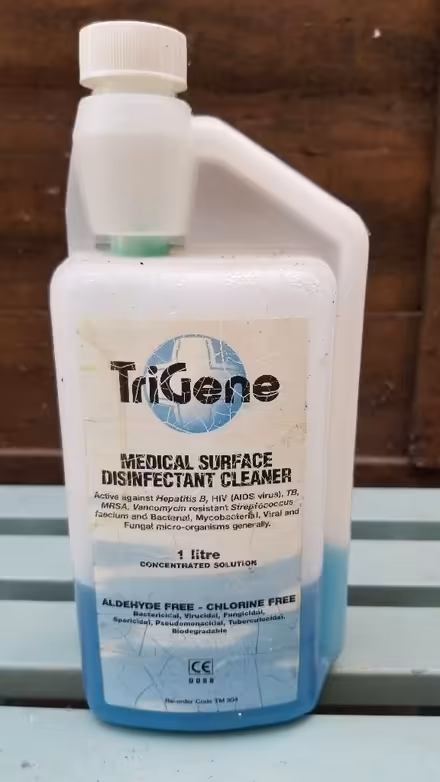 TriGene
MEDICAL SURFACE
DISINFECTANT CLEANER
Active against Hepatitis B, HIV (AIDS virus), TB,
MRSA, Vancomycin resistant Streptococcus
faecium and Bacterial, Mycobacterial, Viral and
Fungal micro-organisms generally.
1 litre
CONCENTRATED SOLUTION
ALDEHYDE FREE - CHLORINE FREE
Bactericidal, Virucidal, Fungicidal,
Sporicidal, Pseudomonacidal, Tuberculocidal.
Biodegradable
CE
0088
Re-order Code TM 304